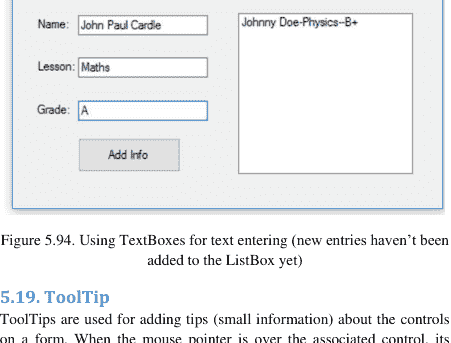 Name: John Paul Cardle
Johnny Doe-Physics--B+
Lesson: Maths
Grade: A
Add Info
Figure 5.94. Using TextBoxes for text entering (new entries haven't been
added to the ListBox yet)
5.19. ToolTip
ToolTips are used for adding tips (small information) about the controls
on a form. When the mouse pointer is over the associated control, its